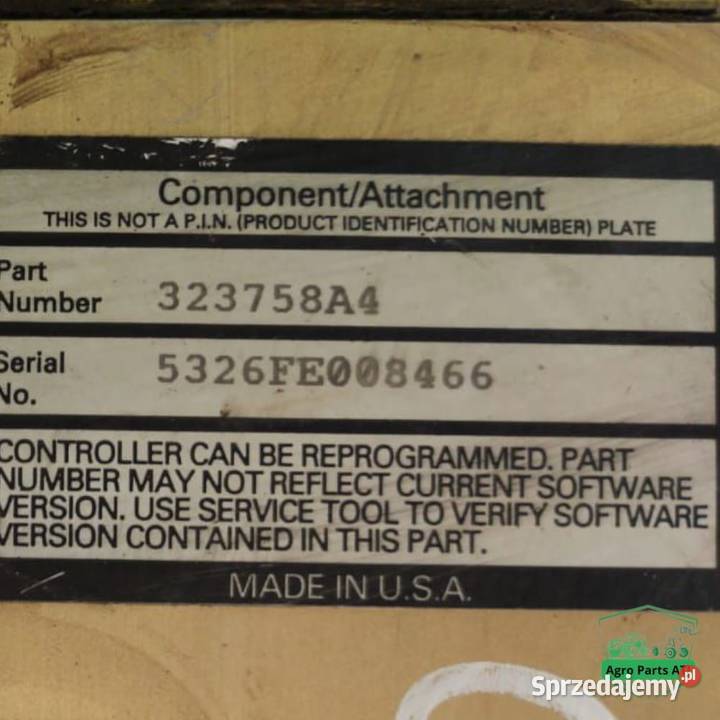 Component/Attachment
THIS IS NOT A P.I.N. (PRODUCT IDENTIFICATION NUMBER) PLATE
Part
Number 323758A4
Serial
No. 5326FE008466
CONTROLLER CAN BE REPROGRAMMED. PART
NUMBER MAY NOT REFLECT CURRENT SOFTWARE
VERSION. USE SERVICE TOOL TO VERIFY SOFTWARE
VERSION CONTAINED IN THIS PART.
MADE IN U.S.A.
Agro Parts
Sprzedajemy.pl